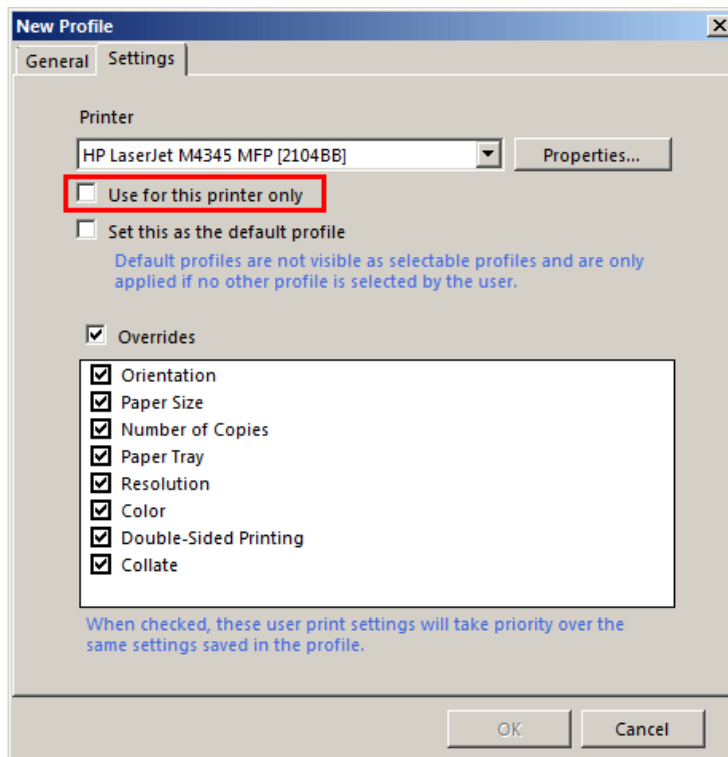 New Profile
General
Settings
Printer
HP LaserJet M4345 MFP [2104BB]
Properties...
Use for this printer only
Set this as the default profile
Default profiles are not visible as selectable profiles and are only
applied if no other profile is selected by the user.
Overrides
Orientation
Paper Size
Number of Copies
Paper Tray
Resolution
Color
Double-Sided Printing
Collate
When checked, these user print settings will take priority over the
same settings saved in the profile.
OK
Cancel